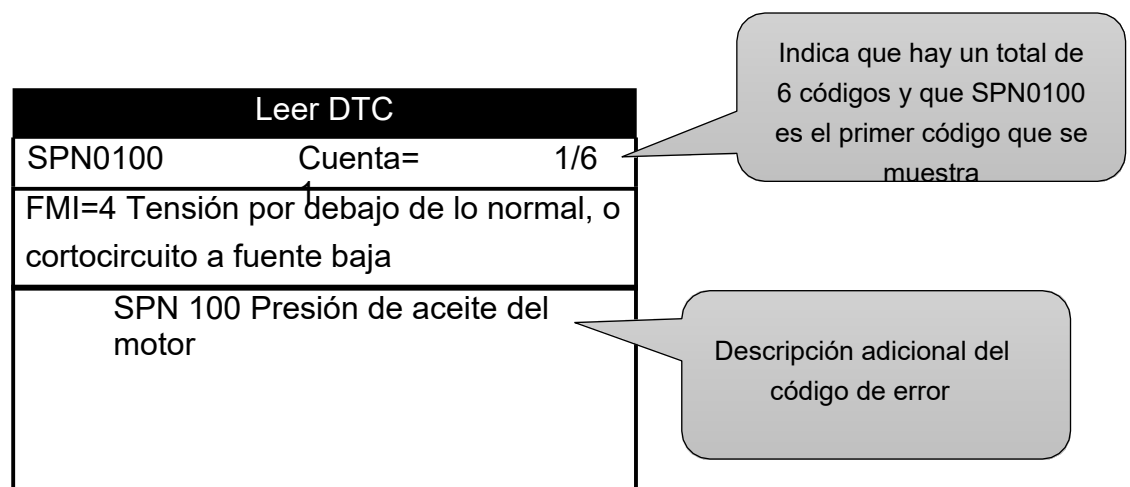 Leer DTC
SPN0100 Cuenta= 1/6
1
FMI=4 Tensión por debajo de lo normal, o
cortocircuito a fuente baja
SPN 100 Presión de aceite del
motor
Indica que hay un total de
6 códigos y que SPN0100
es el primer código que se
muestra
Descripción adicional del
código de error